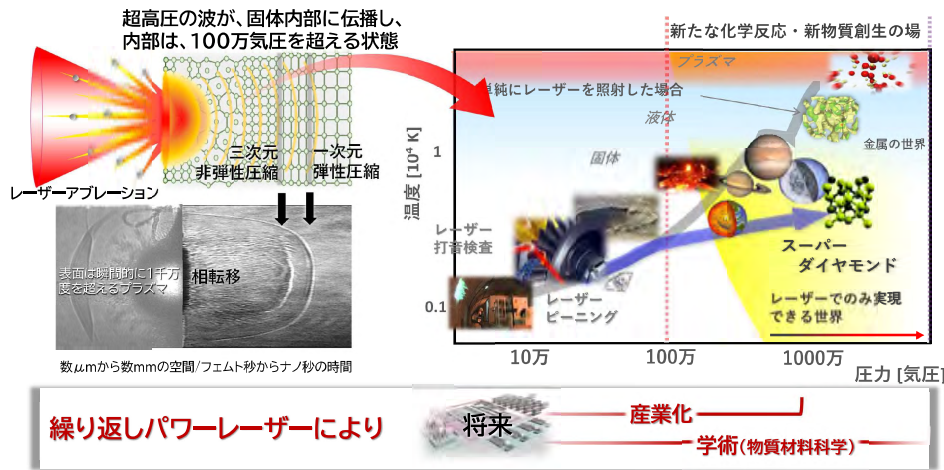 超高圧の波が、固体内部に伝播し、
内部は、100万気圧を超える状態
三次元
非弾性圧縮
一次元
弾性圧縮
レーザーアブレーション
表面は瞬間的に1千万
度を超えるプラズマ
相転移
数μmから数mmの空間/フェムト秒からナノ秒の時間
新たな化学反応・新物質創生の場
プラズマ
単純にレーザーを照射した場合
液体
金属の世界
固体
温度 [10⁴ K]
1
0.1
レーザー
打音検査
レーザー
ピーニング
スーパー
ダイヤモンド
レーザーでのみ実現
できる世界
10万
100万
1000万
圧力 [気圧]
繰り返しパワーレーザーにより
将来
産業化
学術(物質材料科学)